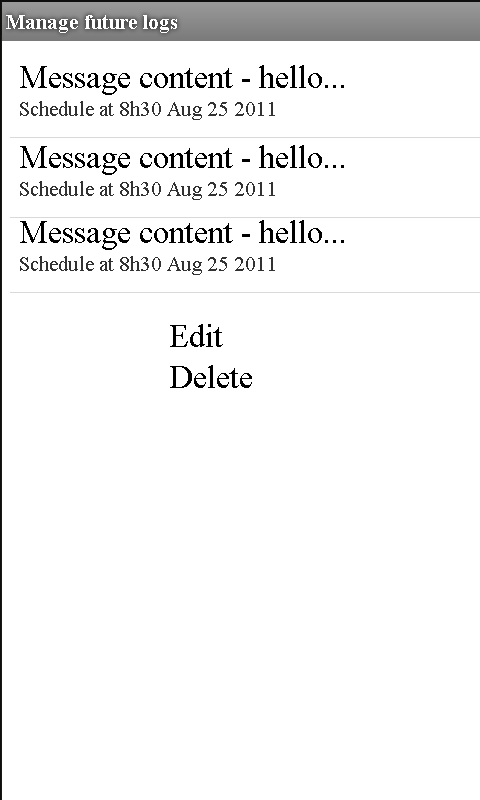 Manage future logs
Message content - hello...
Schedule at 8h30 Aug 25 2011
Message content - hello...
Schedule at 8h30 Aug 25 2011
Message content - hello...
Schedule at 8h30 Aug 25 2011
Edit
Delete